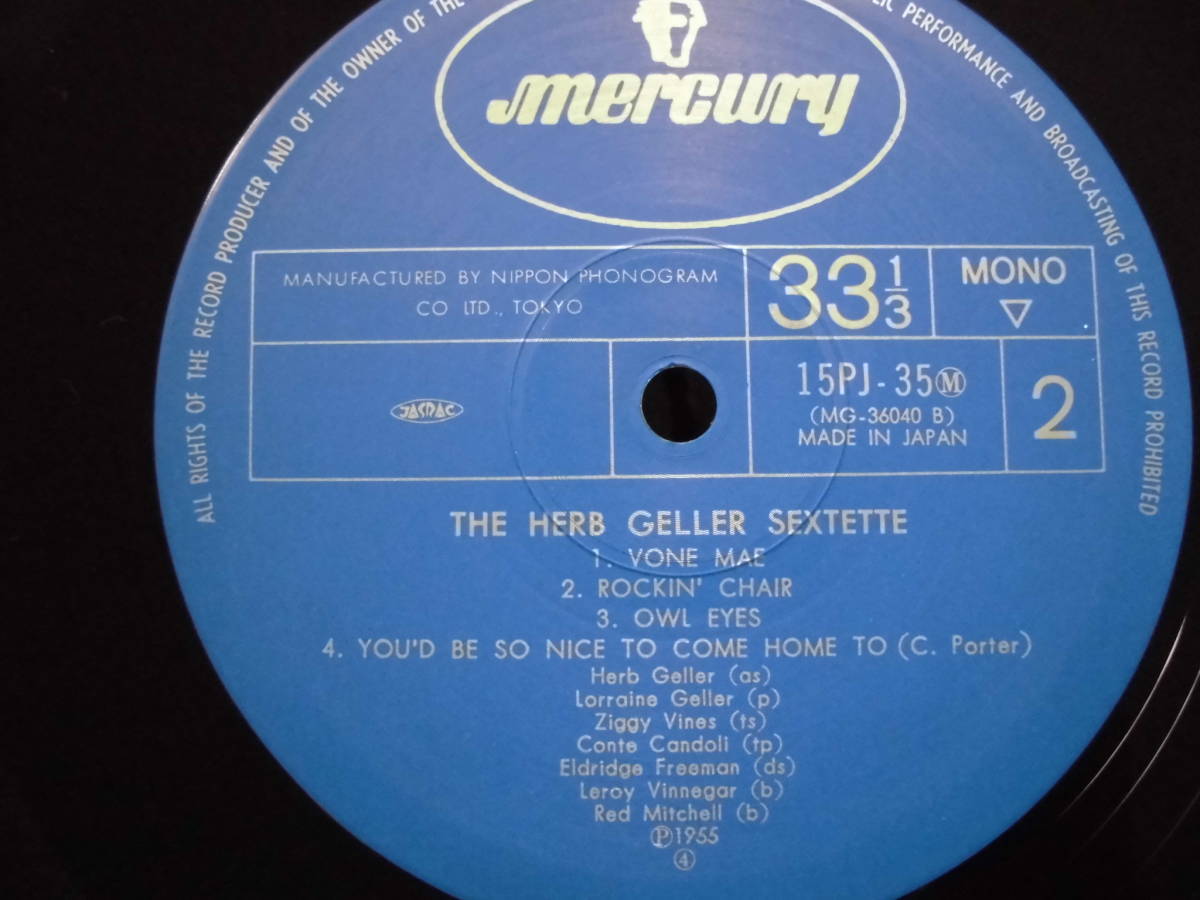 ALL RIGHTS OF THE RECORD PRODUCER AND OF THE OWNER OF THE
PERFORMANCE AND BROADCASTING OF THIS RECORD PROHIBITED
mercury
MANUFACTURED BY NIPPON PHONOGRAM
CO LTD., TOKYO
33 1/3
MONO
▽
JASRAC
15PJ-35Ⓜ
(MG-36040 B)
MADE IN JAPAN
2
THE HERB GELLER SEXTETTE
1. VONE MAE
2. ROCKIN' CHAIR
3. OWL EYES
4. YOU'D BE SO NICE TO COME HOME TO (C. Porter)
Herb Geller (as)
Lorraine Geller (p)
Ziggy Vines (ts)
Conte Candoli (tp)
Eldridge Freeman (ds)
Leroy Vinnegar (b)
Red Mitchell (b)
Ⓟ1955
④